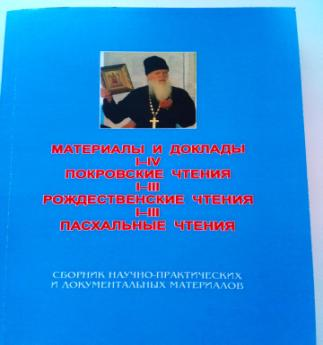 МАТЕРИАЛЫ И ДОКЛАДЫ
I–IV
ПОКРОВСКИЕ ЧТЕНИЯ
I–III
РОЖДЕСТВЕНСКИЕ ЧТЕНИЯ
I–III
ПАСХАЛЬНЫЕ ЧТЕНИЯ
СБОРНИК НАУЧНО-ПРАКТИЧЕСКИХ
И ДОКУМЕНТАЛЬНЫХ МАТЕРИАЛОВ